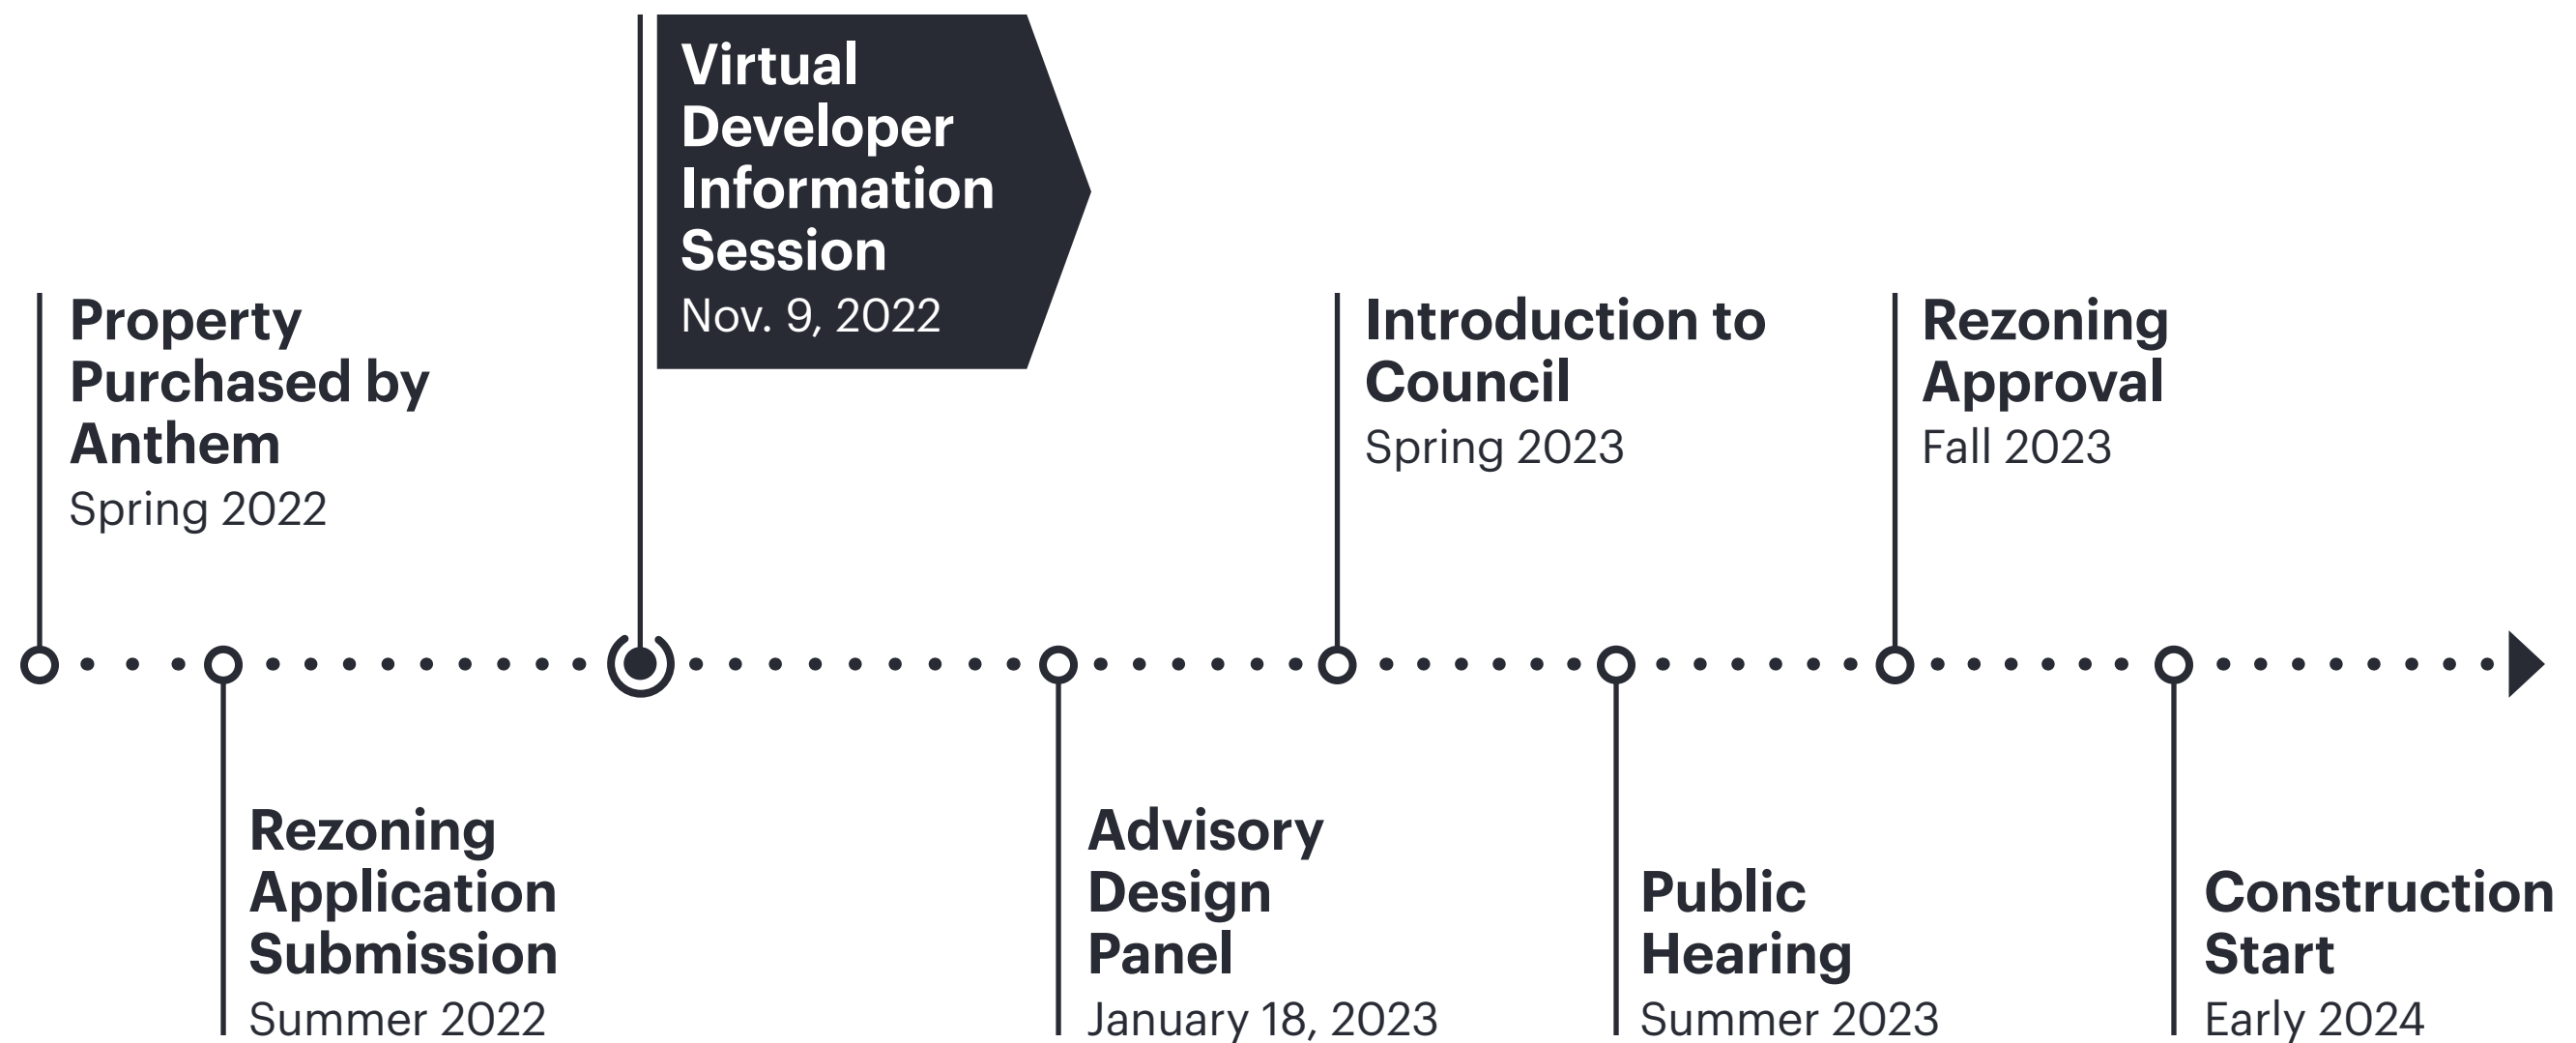 Property
Purchased by
Anthem
Spring 2022
Rezoning
Application
Submission
Summer 2022
Virtual
Developer
Information
Session
Nov. 9, 2022
Advisory
Design
Panel
January 18, 2023
Introduction to
Council
Spring 2023
Public
Hearing
Summer 2023
Rezoning
Approval
Fall 2023
Construction
Start
Early 2024